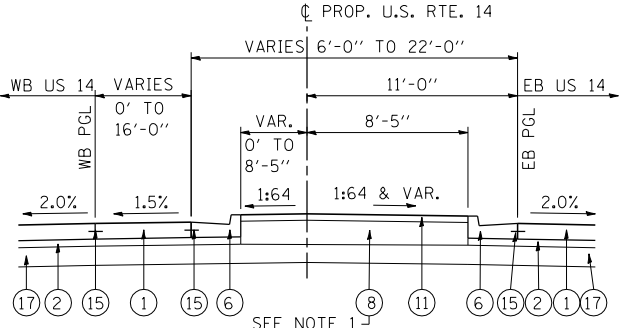 ℄ PROP. U.S. RTE. 14
VARIES 6'-0" TO 22'-0"
WB US 14
VARIES
0' TO
16'-0"
11'-0"
EB US 14
WB PGL
VAR.
0' TO
8'-5"
8'-5"
EB PGL
2.0%
1.5%
1:64
1:64 & VAR.
2.0%
17 2 15 1 15 6 8 11 6 15 2 1 17
SEE NOTE 1